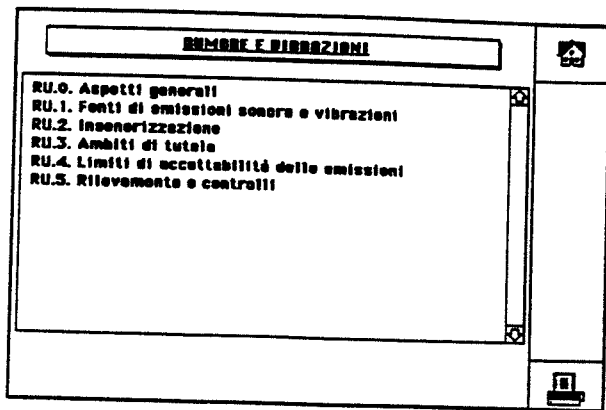 RUMORE E VIBRAZIONI
RU.0. Aspetti generali
RU.1. Fonti di emissioni sonore e vibrazioni
RU.2. Insonorizzazione
RU.3. Ambiti di tutela
RU.4. Limiti di accettabilità delle emissioni
RU.5. Rilevamento e controlli